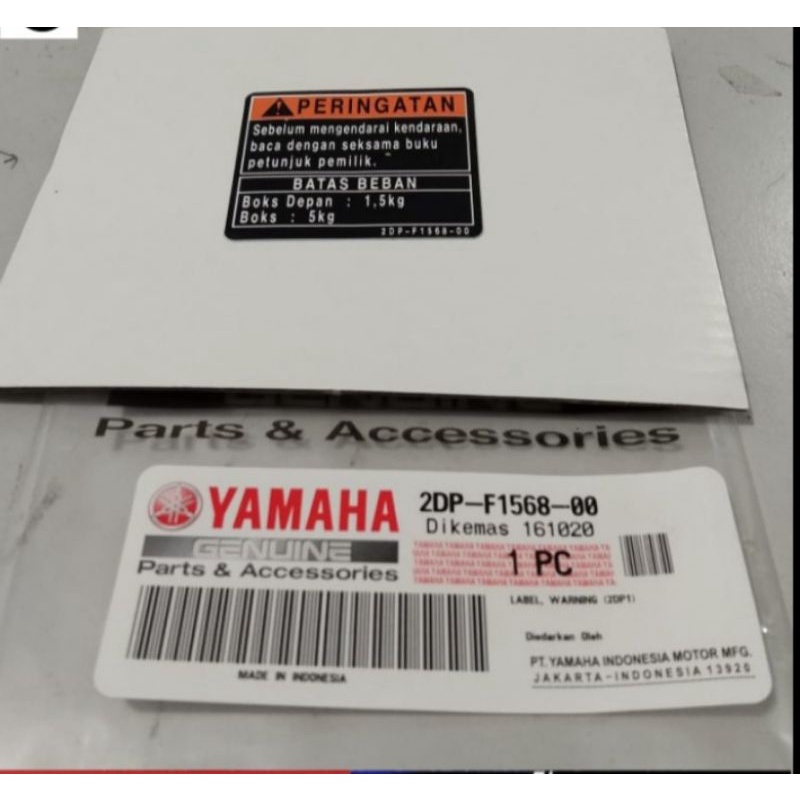 PERINGATAN
Sebelum mengendarai kendaraan,
baca dengan seksama buku
petunjuk pemilik.
BATAS BEBAN
Boks Depan : 1,5kg
Boks : 5kg
2DP-F1568-00
GENUINE
Parts & Accessories
YAMAHA
2DP-F1568-00
Dikemas 161020
GENUINE
Parts & Accessories
1 PC
LABEL, WARNING (2DP1)
Diedarkan Oleh
PT. YAMAHA INDONESIA MOTOR MFG.
JAKARTA-INDONESIA 13920
MADE IN INDONESIA